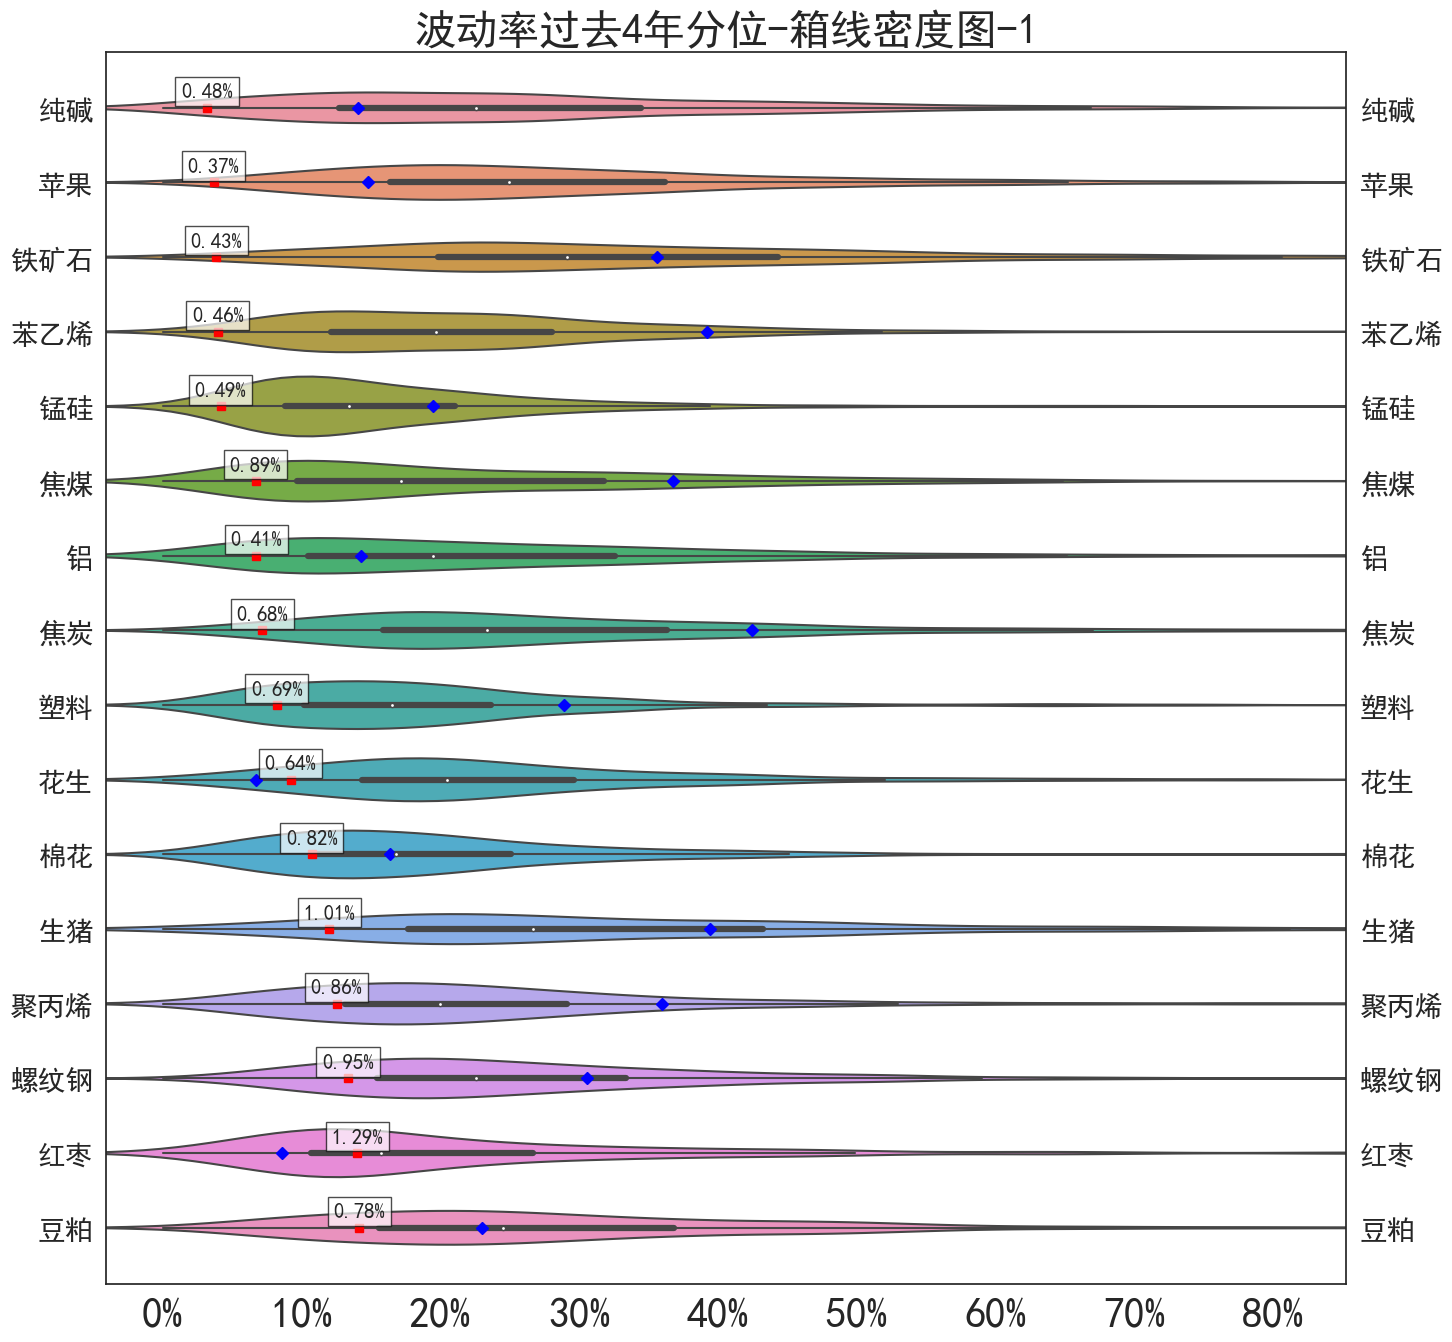 波动率过去4年分位-箱线密度图-1
纯碱 0.48% 纯碱
苹果 0.37% 苹果
铁矿石 0.43% 铁矿石
苯乙烯 0.46% 苯乙烯
锰硅 0.49% 锰硅
焦煤 0.89% 焦煤
铝 0.41% 铝
焦炭 0.68% 焦炭
塑料 0.69% 塑料
花生 0.64% 花生
棉花 0.82% 棉花
生猪 1.01% 生猪
聚丙烯 0.86% 聚丙烯
螺纹钢 0.95% 螺纹钢
红枣 1.29% 红枣
豆粕 0.78% 豆粕
0% 10% 20% 30% 40% 50% 60% 70% 80%